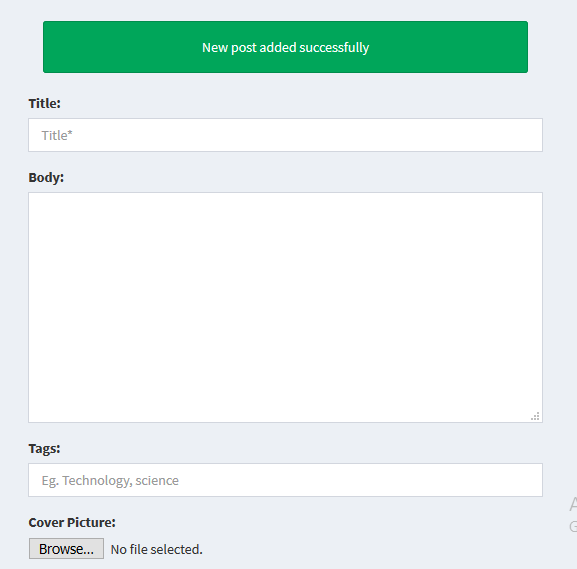 New post added successfully
Title:
Title*
Body:
Tags:
Eg. Technology, science
Cover Picture:
Browse... No file selected.